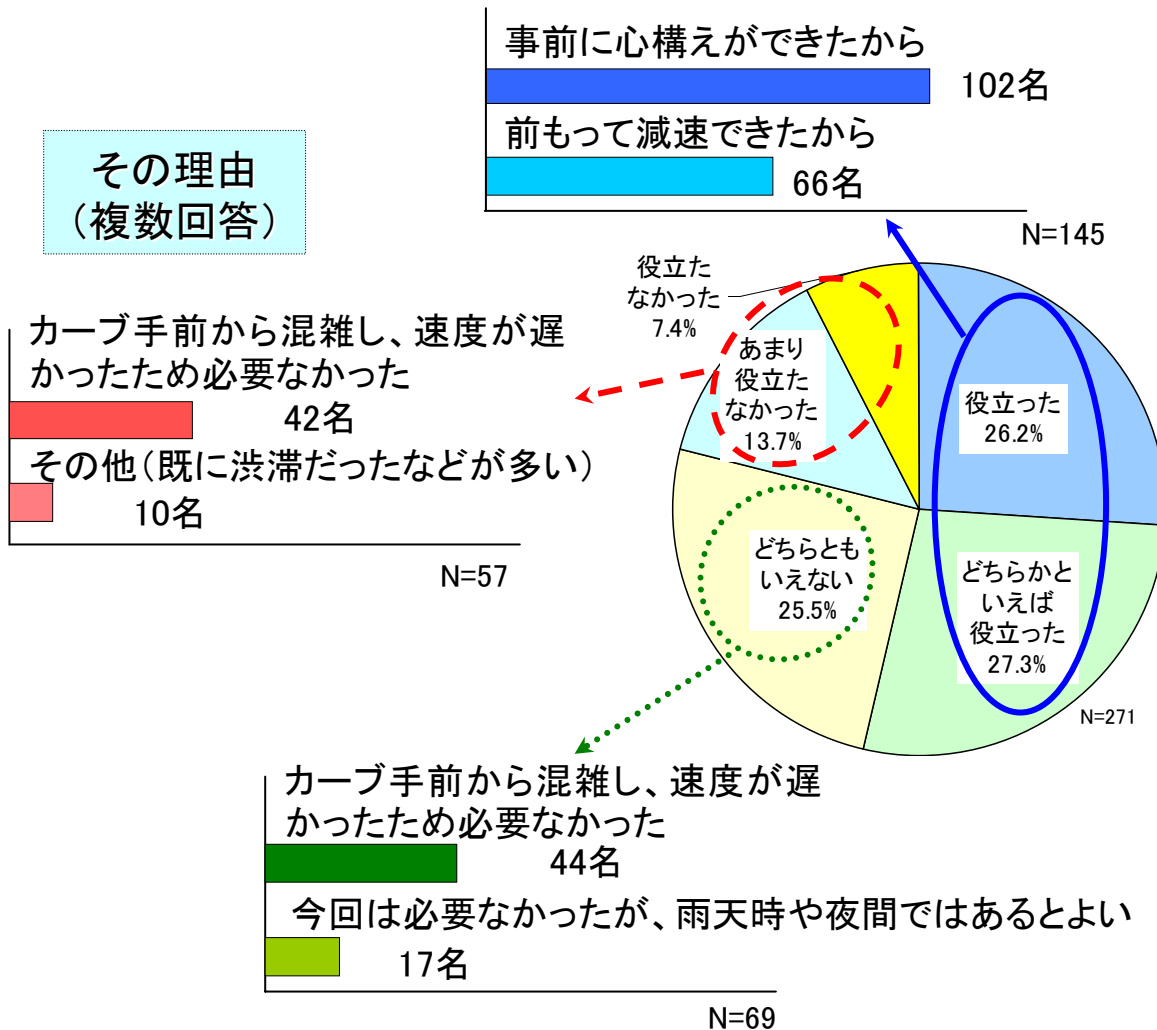 事前に心構えができたから
102名
前もって減速できたから
66名
N=145
その理由
（複数回答）
カーブ手前から混雑し、速度が遅
かったため必要なかった
42名
その他（既に渋滞だったなどが多い）
10名
N=57
役立た
なかった
7.4%
あまり
役立た
なかった
13.7%
役立った
26.2%
どちらとも
いえない
25.5%
どちらかと
いえば
役立った
27.3%
N=271
カーブ手前から混雑し、速度が遅
かったため必要なかった
44名
今回は必要なかったが、雨天時や夜間ではあるとよい
17名
N=69